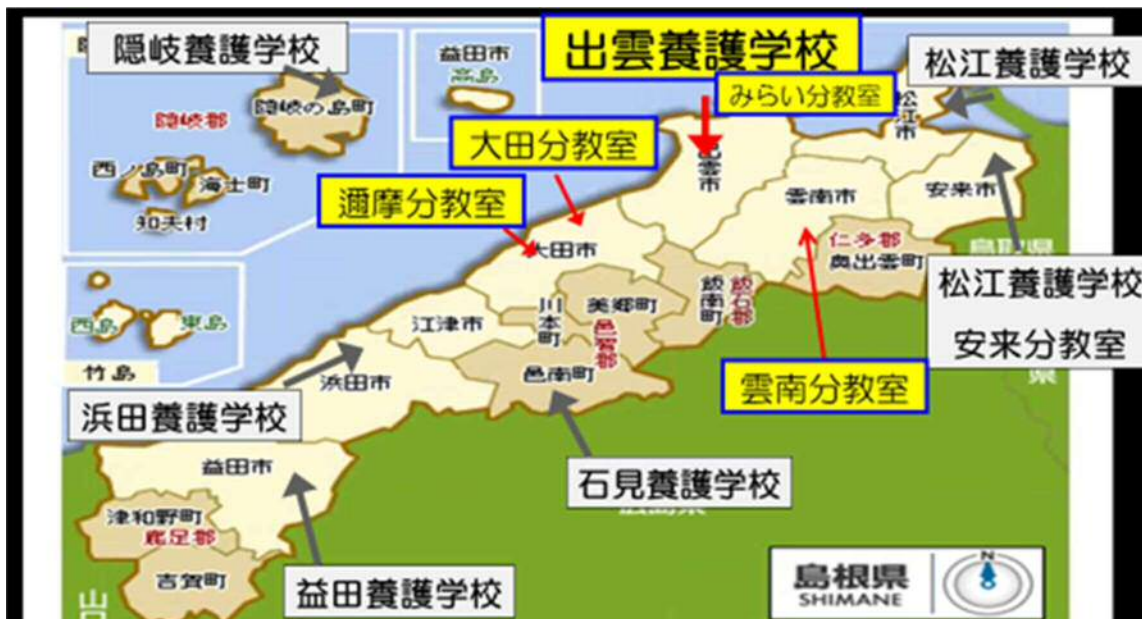 隠岐養護学校
益田市
高島
出雲養護学校
みらい分教室
松江養護学校
松江市
隠岐の島町
隠岐郡
大田分教室
西ノ島町
海士町
知夫村
邇摩分教室
雲南市
安来市
大田市
仁多郡
奥出雲町
鳥取県
飯南町
飯石郡
美郷町
川本町
邑智郡
西島
東島
竹島
江津市
浜田市
邑南町
雲南分教室
松江養護学校
安来分教室
浜田養護学校
石見養護学校
益田市
津和野町
鹿足郡
吉賀町
益田養護学校
島根県
SHIMANE
N